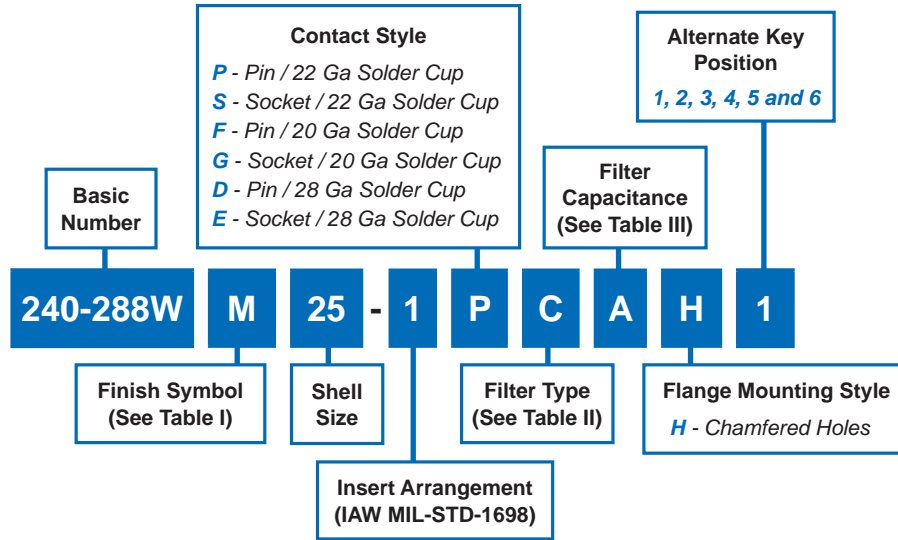 Contact Style
P - Pin / 22 Ga Solder Cup
S - Socket / 22 Ga Solder Cup
F - Pin / 20 Ga Solder Cup
G - Socket / 20 Ga Solder Cup
D - Pin / 28 Ga Solder Cup
E - Socket / 28 Ga Solder Cup
Alternate Key
Position
1, 2, 3, 4, 5 and 6
Basic
Number
Filter
Capacitance
(See Table III)
240-288W M 25 - 1 P C A H 1
Finish Symbol
(See Table I)
Shell
Size
Filter Type
(See Table II)
Flange Mounting Style
H - Chamfered Holes
Insert Arrangement
(IAW MIL-STD-1698)